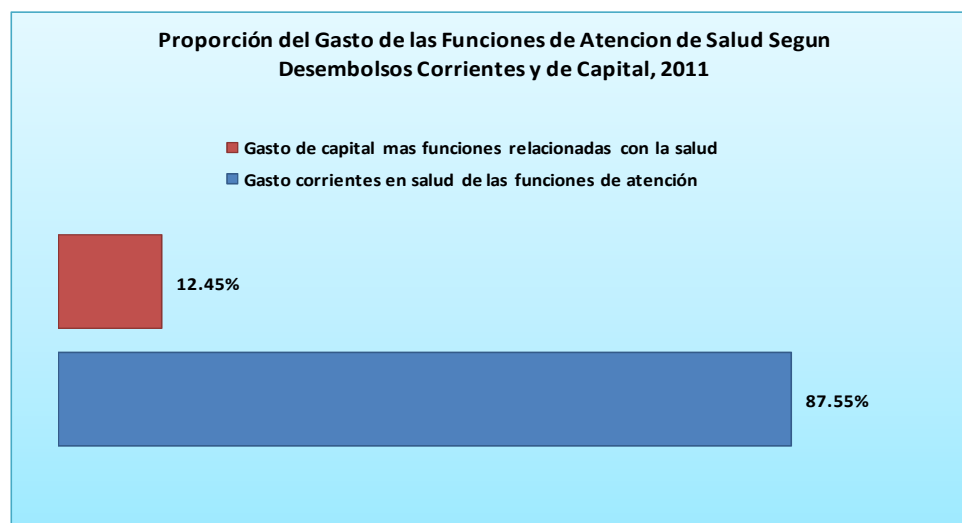 Proporción del Gasto de las Funciones de Atencion de Salud Segun
Desembolsos Corrientes y de Capital, 2011
Gasto de capital mas funciones relacionadas con la salud
Gasto corrientes en salud de las funciones de atención
12.45%
87.55%